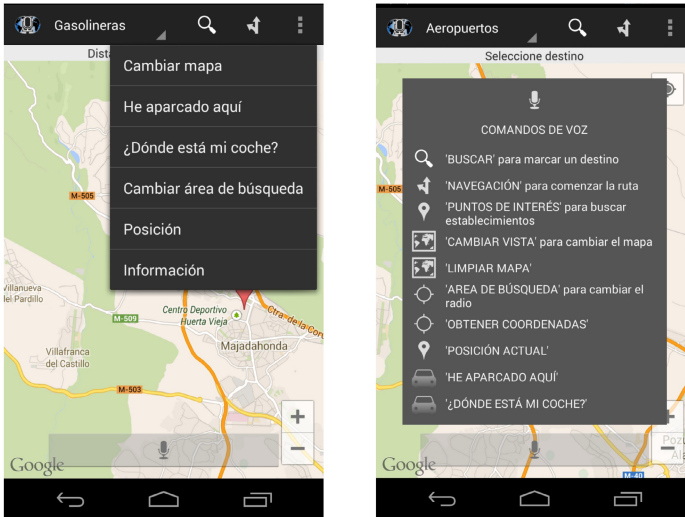 Gasolineras
Dista
Cambiar mapa
He aparcado aquí
¿Dónde está mi coche?
Cambiar área de búsqueda
Posición
Información
M-505
Villanueva
del Pardillo
M-509
Centro Deportivo
Huerta Vieja
Ctra. de la Coru
Majadahonda
Villafranca
del Castillo
M-503
+
−
Google
Aeropuertos
Seleccione destino
COMANDOS DE VOZ
'BUSCAR' para marcar un destino
'NAVEGACIÓN' para comenzar la ruta
'PUNTOS DE INTERÉS' para buscar
establecimientos
'CAMBIAR VISTA' para cambiar el mapa
'LIMPIAR MAPA'
'AREA DE BÚSQUEDA' para cambiar el
radio
'OBTENER COORDENADAS'
'POSICIÓN ACTUAL'
'HE APARCADO AQUÍ'
'¿DÓNDE ESTÁ MI COCHE?'
M-505
+
−
Pozu
Ala
M-40
Google